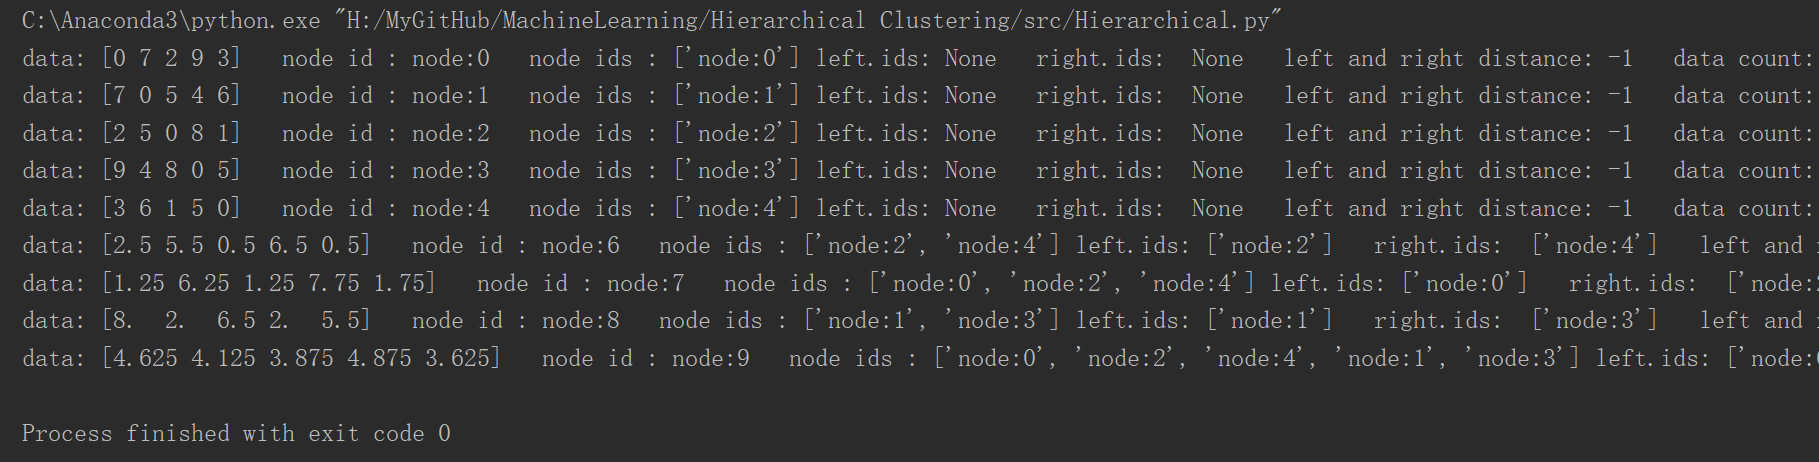 C:\Anaconda3\python.exe "H:/MyGitHub/MachineLearning/Hierarchical Clustering/src/Hierarchical.py"
data: [0 7 2 9 3]   node id : node:0   node ids : ['node:0'] left.ids: None   right.ids:  None   left and right distance: -1   data count:
data: [7 0 5 4 6]   node id : node:1   node ids : ['node:1'] left.ids: None   right.ids:  None   left and right distance: -1   data count:
data: [2 5 0 8 1]   node id : node:2   node ids : ['node:2'] left.ids: None   right.ids:  None   left and right distance: -1   data count:
data: [9 4 8 0 5]   node id : node:3   node ids : ['node:3'] left.ids: None   right.ids:  None   left and right distance: -1   data count:
data: [3 6 1 5 0]   node id : node:4   node ids : ['node:4'] left.ids: None   right.ids:  None   left and right distance: -1   data count:
data: [2.5 5.5 0.5 6.5 0.5]   node id : node:6   node ids : ['node:2', 'node:4'] left.ids: ['node:2']   right.ids:  ['node:4']   left and
data: [1.25 6.25 1.25 7.75 1.75]   node id : node:7   node ids : ['node:0', 'node:2', 'node:4'] left.ids: ['node:0']   right.ids:  ['node:2
data: [8.  2.  6.5 2.  5.5]   node id : node:8   node ids : ['node:1', 'node:3'] left.ids: ['node:1']   right.ids:  ['node:3']   left and
data: [4.625 4.125 3.875 4.875 3.625]   node id : node:9   node ids : ['node:0', 'node:2', 'node:4', 'node:1', 'node:3'] left.ids: ['node:0
Process finished with exit code 0